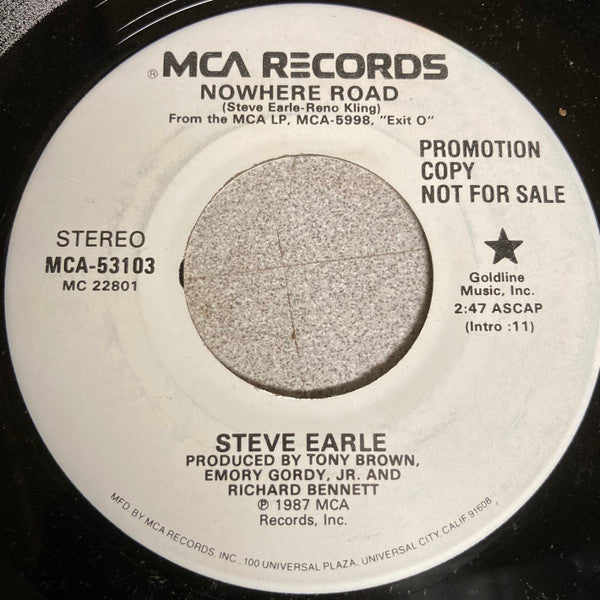 ® MCA RECORDS
NOWHERE ROAD
(Steve Earle-Reno Kling)
From the MCA LP, MCA-5998, "Exit O"
PROMOTION
COPY
NOT FOR SALE
STEREO
MCA-53103
MC 22801
★
Goldline
Music, Inc.
2:47 ASCAP
(Intro :11)
STEVE EARLE
PRODUCED BY TONY BROWN,
EMORY GORDY, JR. AND
RICHARD BENNETT
℗ 1987 MCA
Records, Inc.
MFD. BY MCA RECORDS, INC., 100 UNIVERSAL PLAZA, UNIVERSAL CITY, CALIF. 91608